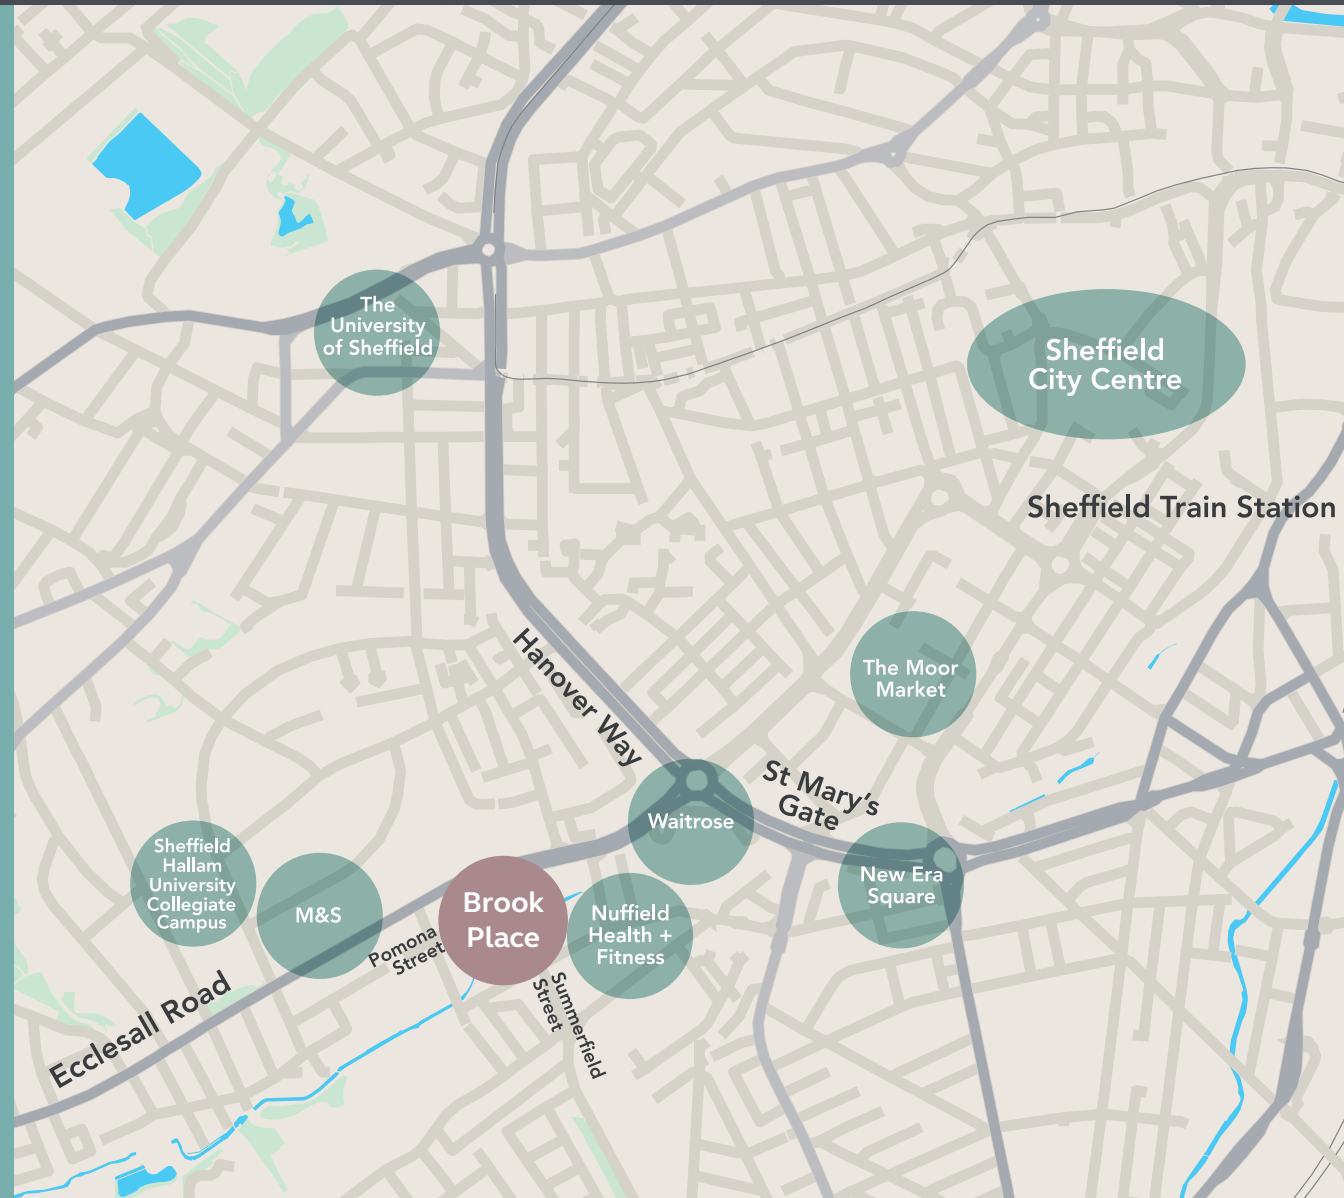 The
University
of Sheffield
Sheffield
City Centre
Sheffield Train Station
Hanover Way
The Moor
Market
St Mary's
Gate
Waitrose
Sheffield
Hallam
University
Collegiate
Campus
M&S
Brook
Place
Nuffield
Health +
Fitness
New Era
Square
Pomona
Street
Summerfield
Street
Ecclesall Road